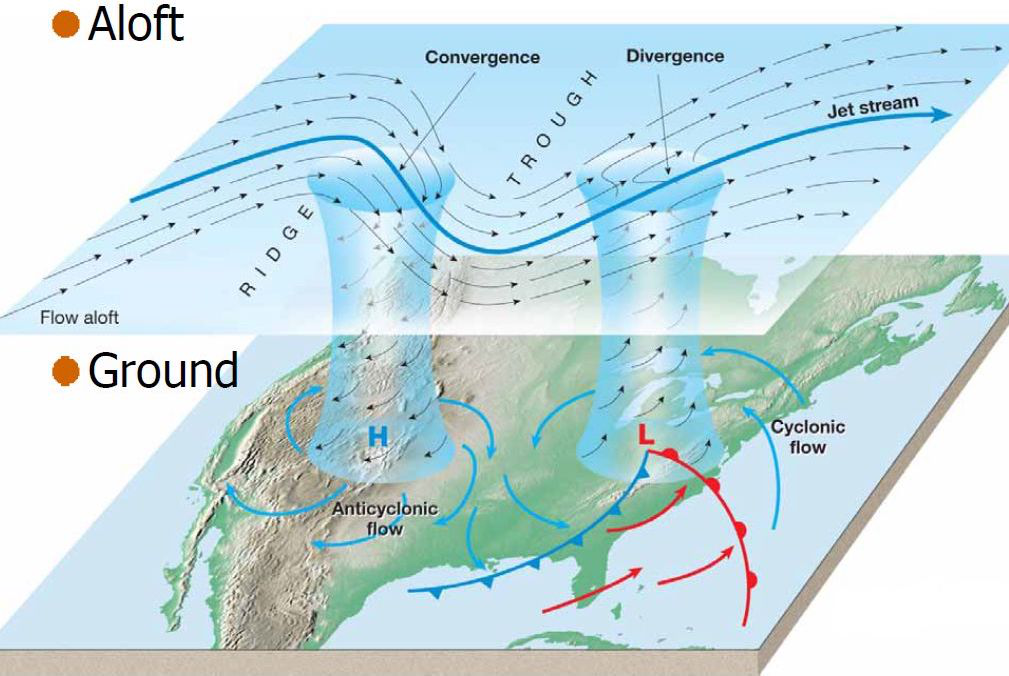 Aloft
Convergence
Divergence
TROUGH
Jet stream
RIDGE
Flow aloft
Ground
H
L
Cyclonic
flow
Anticyclonic
flow